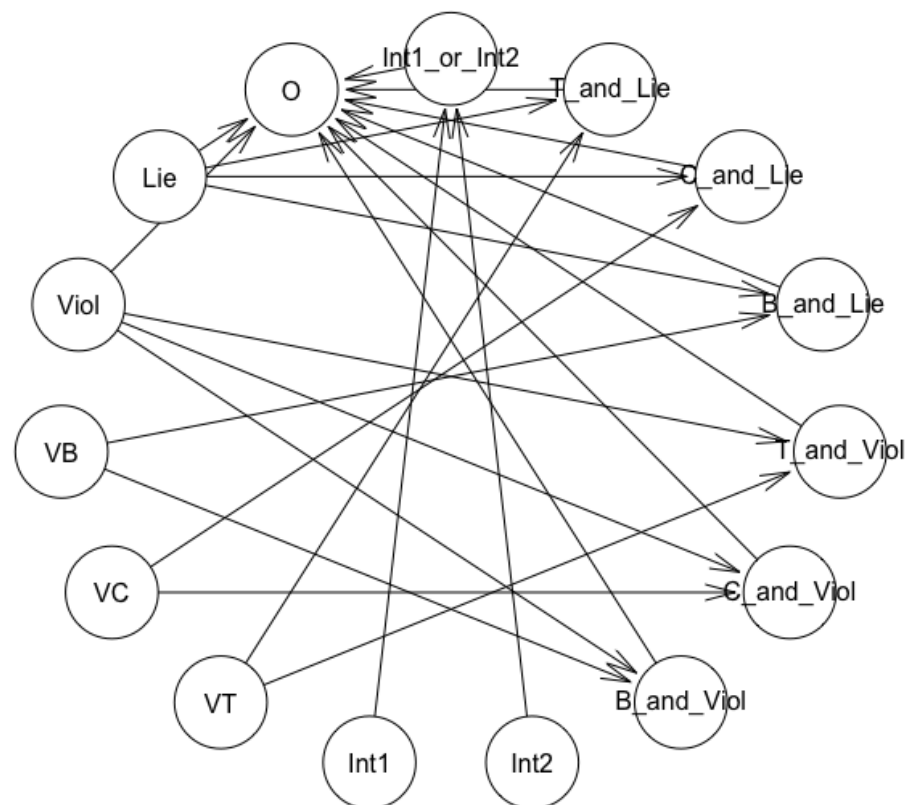 Int1_or_Int2
O
T_and_Lie
Lie
C_and_Lie
Viol
B_and_Lie
VB
T_and_Viol
VC
C_and_Viol
VT
B_and_Viol
Int1
Int2